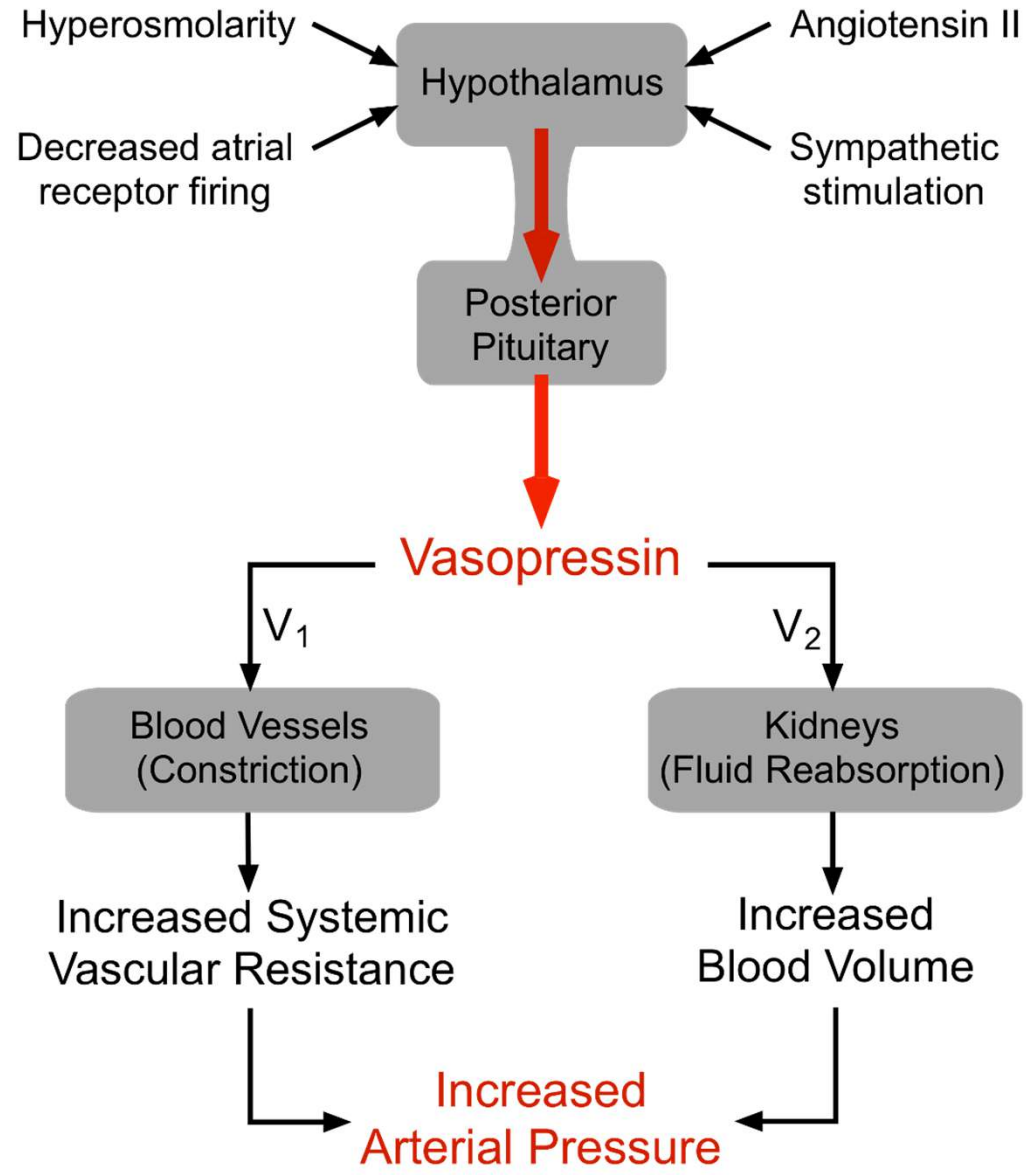 Hyperosmolarity
Angiotensin II
Hypothalamus
Decreased atrial
receptor firing
Sympathetic
stimulation
Posterior
Pituitary
Vasopressin
V₁
V₂
Blood Vessels
(Constriction)
Kidneys
(Fluid Reabsorption)
Increased Systemic
Vascular Resistance
Increased
Blood Volume
Increased
Arterial Pressure